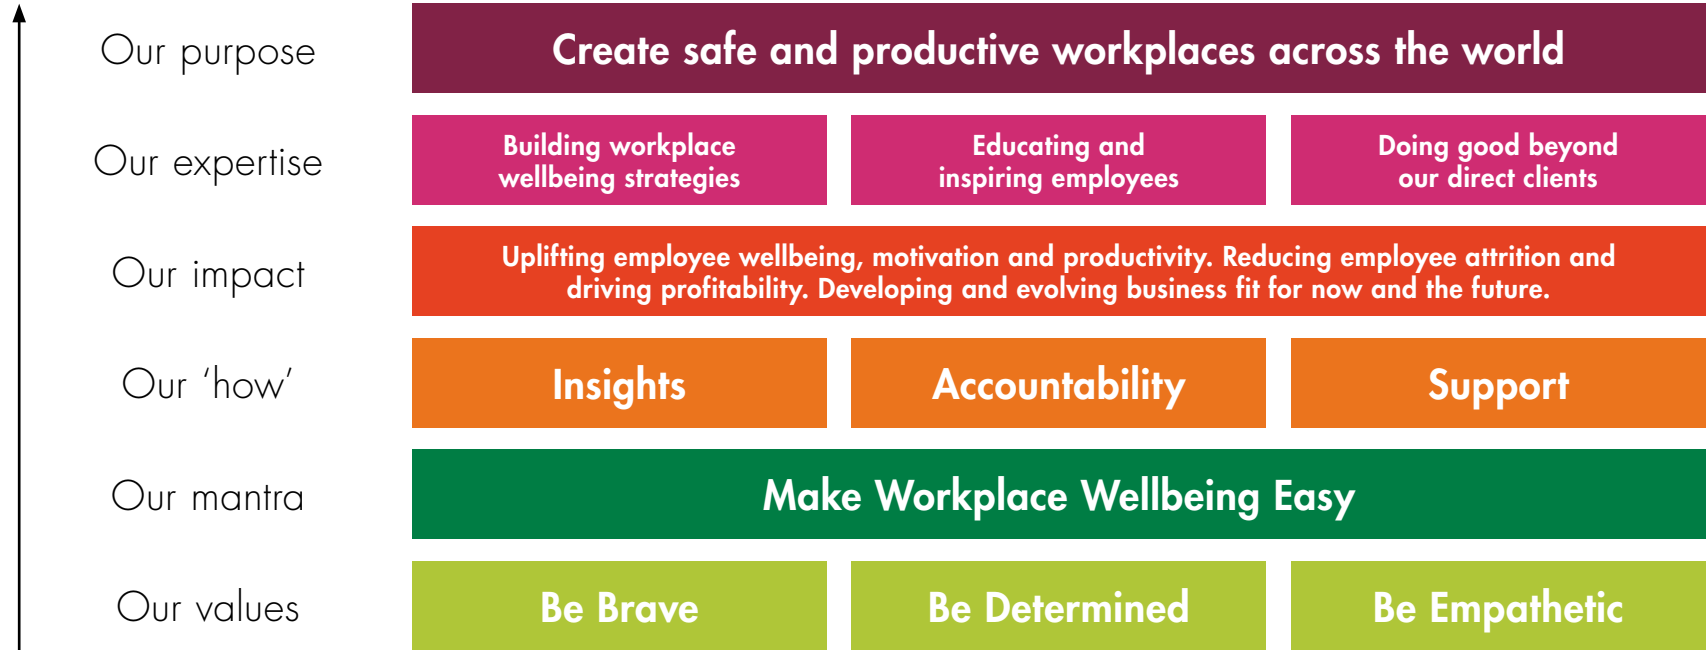 Our purpose
Create safe and productive workplaces across the world
Our expertise
Building workplace
wellbeing strategies
Educating and
inspiring employees
Doing good beyond
our direct clients
Our impact
Uplifting employee wellbeing, motivation and productivity. Reducing employee attrition and
driving profitability. Developing and evolving business fit for now and the future.
Our ‘how’
Insights
Accountability
Support
Our mantra
Make Workplace Wellbeing Easy
Our values
Be Brave
Be Determined
Be Empathetic